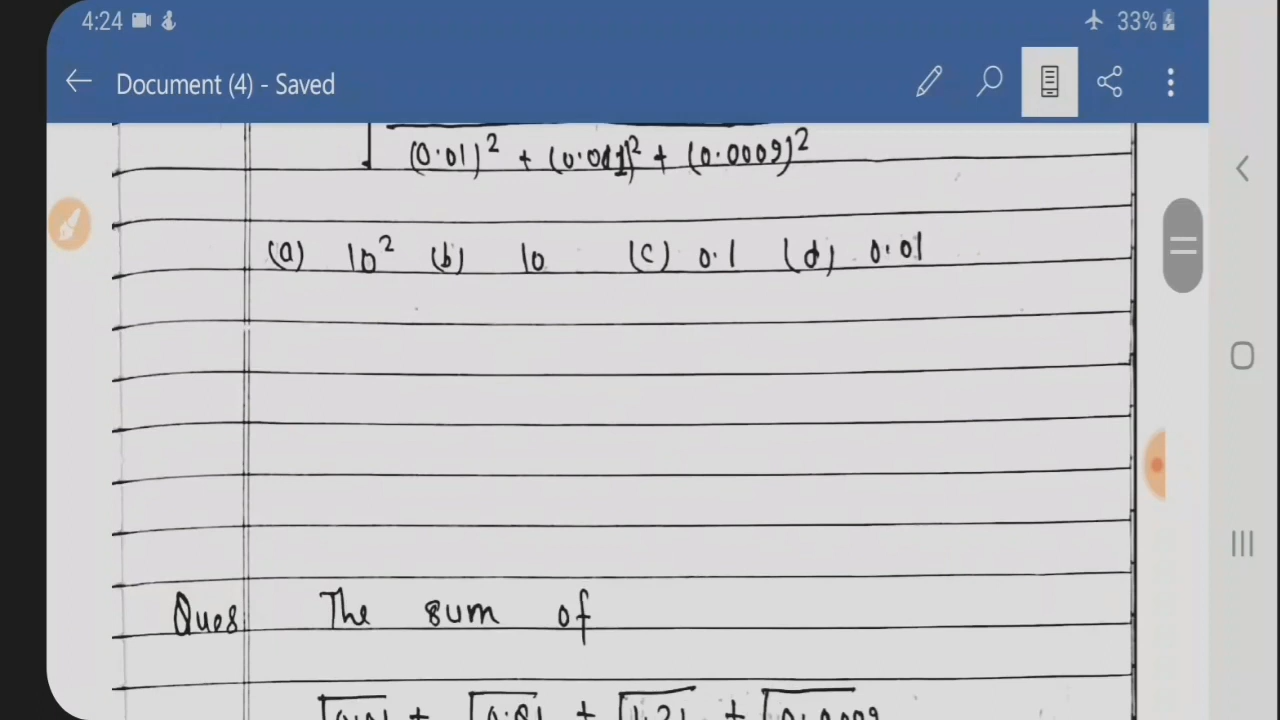 4:24 33%
Document (4) - Saved
(0.01)² + (0.011)² + (0.0009)²
(a) 10² (b) 10 (c) 0.1 (d) 0.01
Ques The sum of